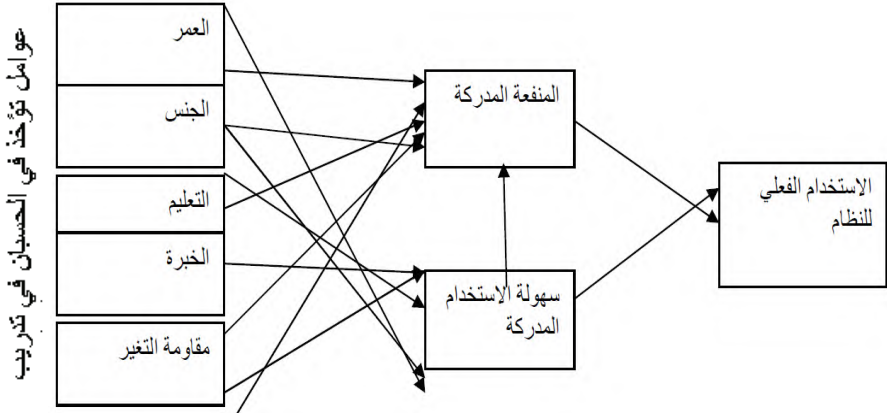 عوامل تؤخذ في الحسبان في تدريب
العمر
الجنس
التعليم
الخبرة
مقاومة التغير
المنفعة المدركة
سهولة الاستخدام
المدركة
الاستخدام الفعلي
للنظام